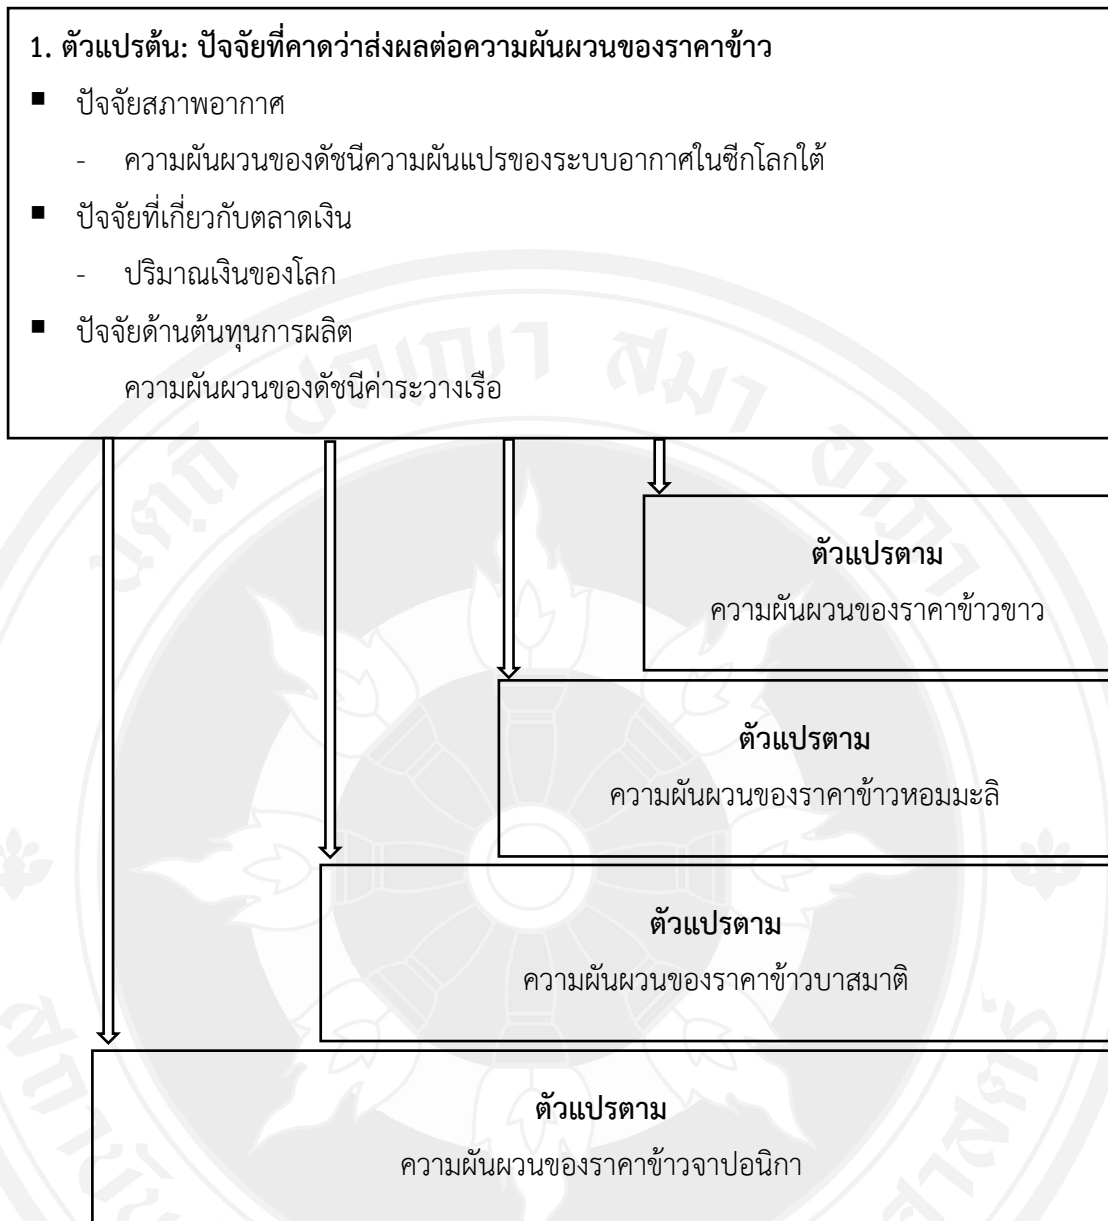 1. ตัวแปรต้น: ปัจจัยที่คาดว่าส่งผลต่อความผันผวนของราคาข้าว
▪ ปัจจัยสภาพอากาศ
- ความผันผวนของดัชนีความผันแปรของระบบอากาศในซีกโลกใต้
▪ ปัจจัยที่เกี่ยวกับตลาดเงิน
- ปริมาณเงินของโลก
▪ ปัจจัยด้านต้นทุนการผลิต
ความผันผวนของดัชนีค่าระวางเรือ
ตัวแปรตาม
ความผันผวนของราคาข้าวขาว
ตัวแปรตาม
ความผันผวนของราคาข้าวหอมมะลิ
ตัวแปรตาม
ความผันผวนของราคาข้าวบาสมาติ
ตัวแปรตาม
ความผันผวนของราคาข้าวจาปอนิกา